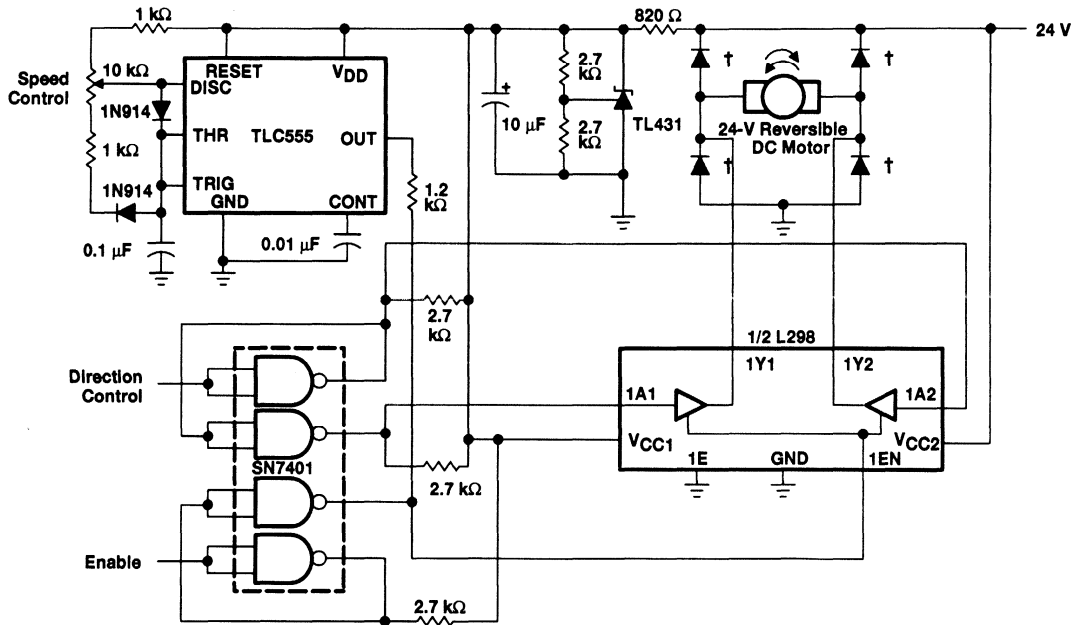 1 kΩ
820 Ω
24 V
Speed
Control
10 kΩ
RESET
VDD
DISC
1N914
THR
TLC555
OUT
1 kΩ
1N914
TRIG
GND
CONT
0.1 μF
0.01 μF
1.2
kΩ
+
10 μF
2.7
kΩ
2.7
kΩ
TL431
†
†
24-V Reversible
DC Motor
†
†
2.7
kΩ
Direction
Control
SN7401
2.7 kΩ
Enable
2.7 kΩ
1/2 L298
1Y1
1Y2
1A1
1A2
VCC1
VCC2
1E
GND
1EN